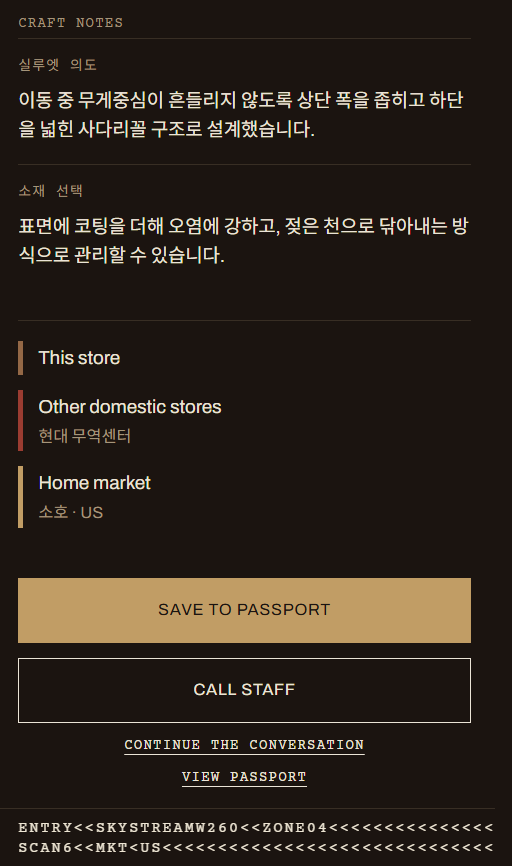 CRAFT NOTES
실루엣 의도
이동 중 무게중심이 흔들리지 않도록 상단 폭을 좁히고 하단
을 넓힌 사다리꼴 구조로 설계했습니다.
소재 선택
표면에 코팅을 더해 오염에 강하고, 젖은 천으로 닦아내는 방
식으로 관리할 수 있습니다.
This store
Other domestic stores
현대 무역센터
Home market
소호 · US
SAVE TO PASSPORT
CALL STAFF
CONTINUE THE CONVERSATION
VIEW PASSPORT
ENTRY<<SKYSTREAMW260<<ZONE04<<<<<<<<<<<<<<<
SCAN6<<MKT<US<<<<<<<<<<<<<<<<<<<<<<<<<<<<<<